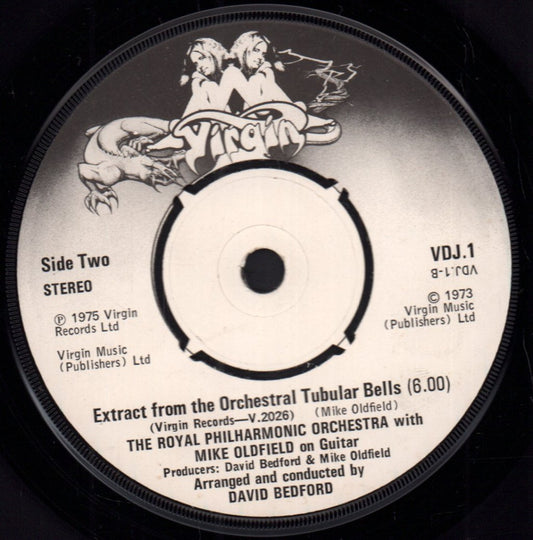 Virgin
Side Two
STEREO
VDJ.1
VDJ.1-B
℗ 1975 Virgin
Records Ltd
Virgin Music
(Publishers) Ltd
© 1973
Virgin Music
(Publishers) Ltd
Extract from the Orchestral Tubular Bells (6.00)
(Virgin Records—V.2026) (Mike Oldfield)
THE ROYAL PHILHARMONIC ORCHESTRA with
MIKE OLDFIELD on Guitar
Producers: David Bedford & Mike Oldfield
Arranged and conducted by
DAVID BEDFORD